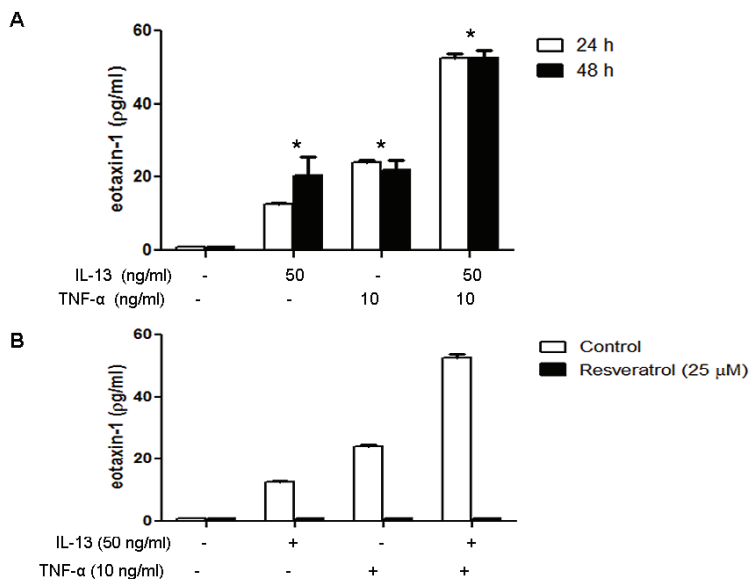 A
60
40
20
0
eotaxin-1 (ρg/ml)
* * *
24 h
48 h
IL-13 (ng/ml) - 50 - 50
TNF-α (ng/ml) - - 10 10
B
60
40
20
0
eotaxin-1 (ρg/ml)
Control
Resveratrol (25 μM)
IL-13 (50 ng/ml) - + - +
TNF-α (10 ng/ml) - - + +